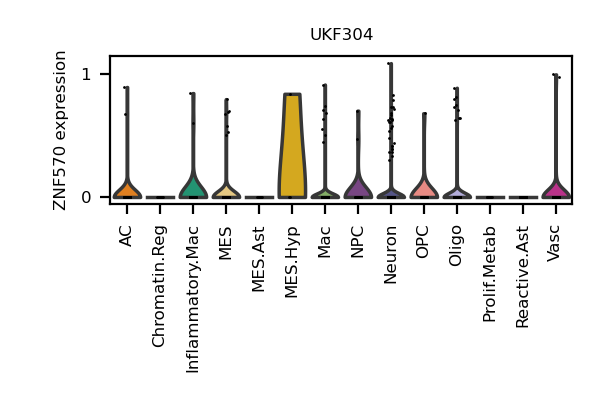 UKF304
ZNF570 expression
1
0
AC
Chromatin.Reg
Inflammatory.Mac
MES
MES.Ast
MES.Hyp
Mac
NPC
Neuron
OPC
Oligo
Prolif.Metab
Reactive.Ast
Vasc